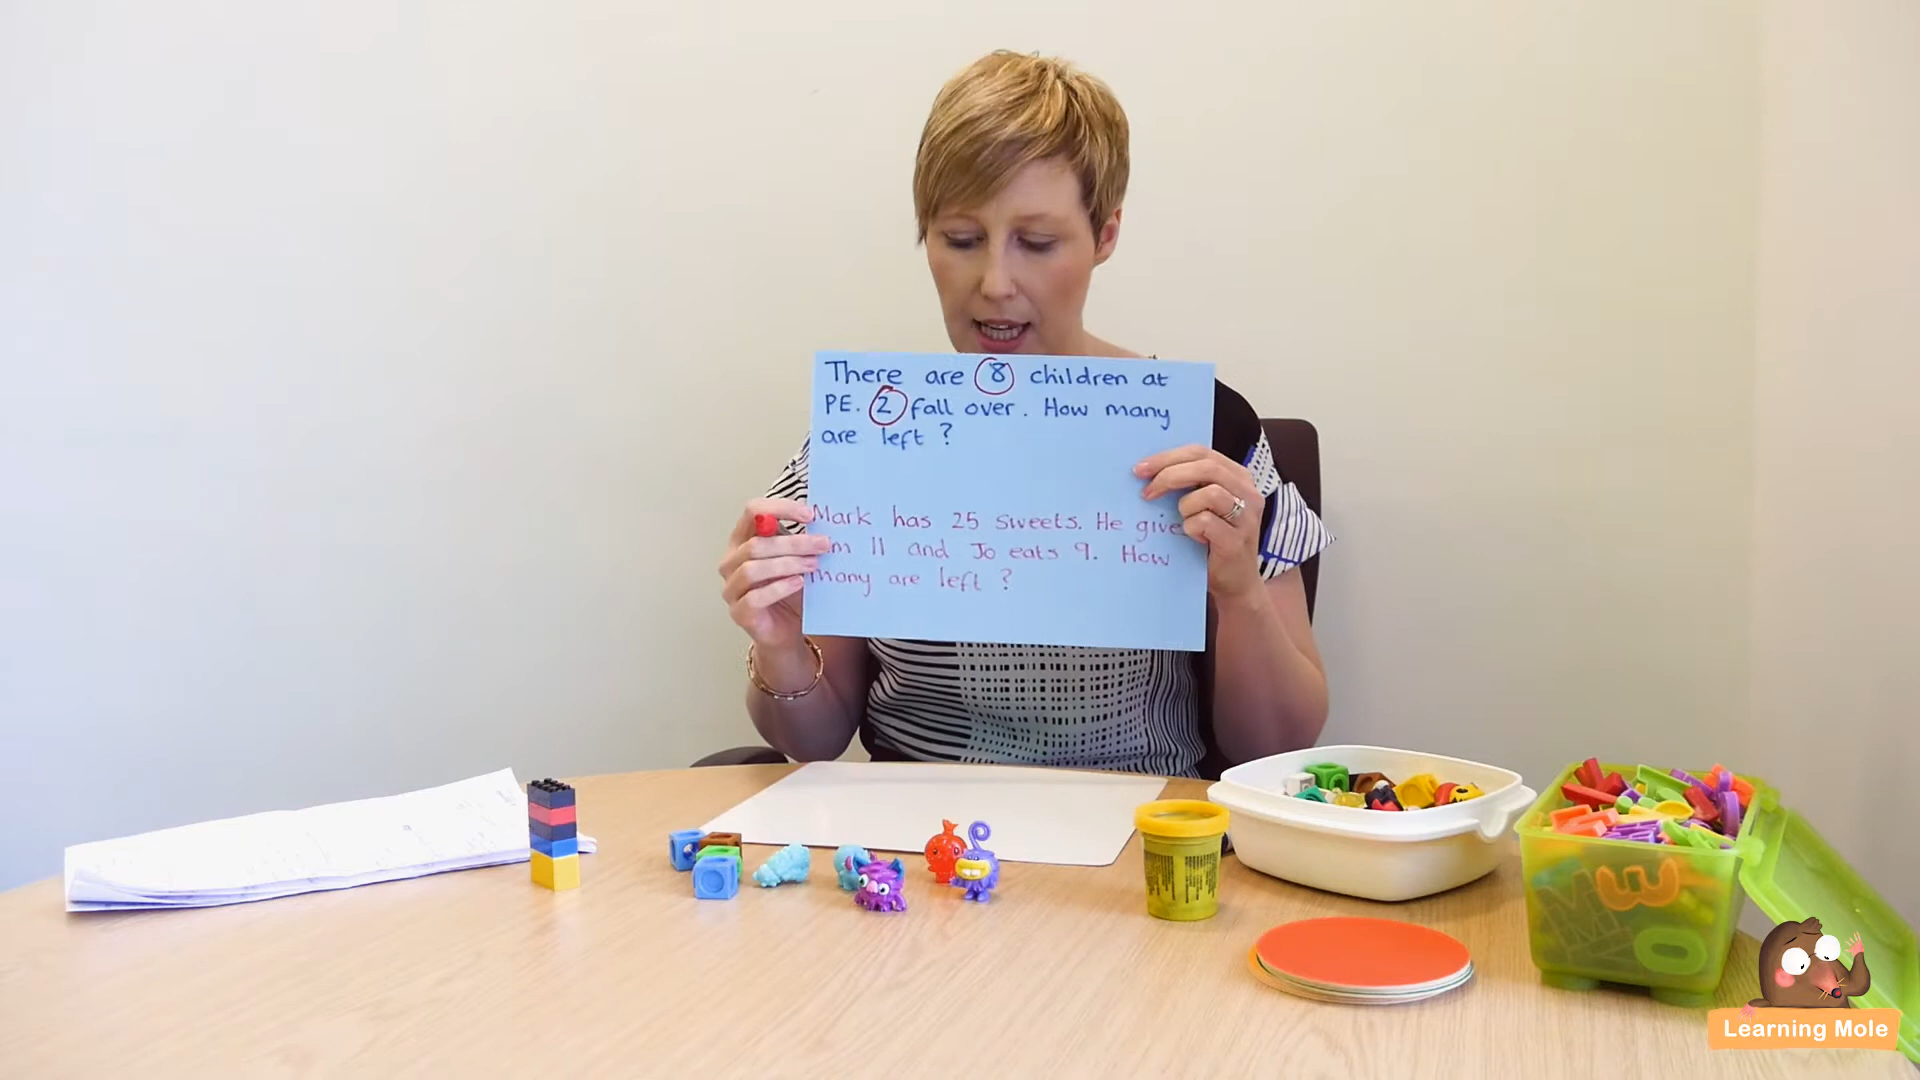 There are 8 children at
PE. 2 fall over. How many
are left?
Mark has 25 sweets. He give
11 and Jo eats 9. How
many are left?
Learning Mole